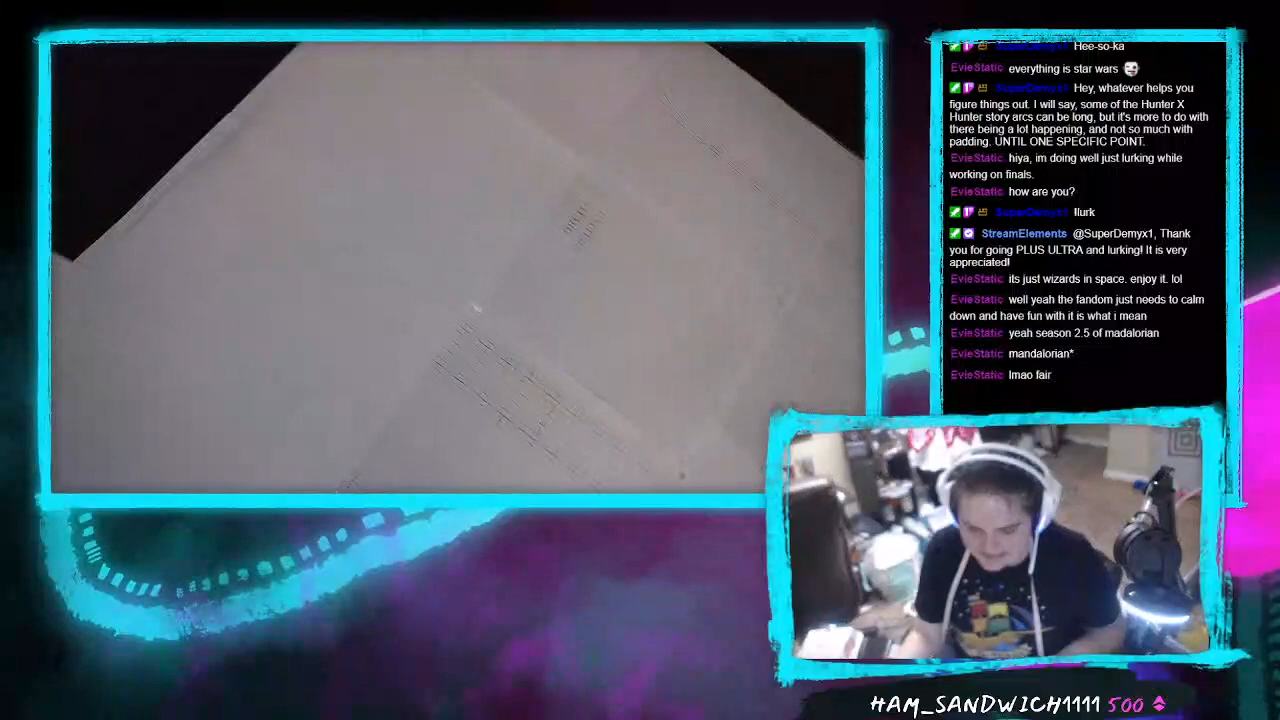 SuperDemyx1 Hee-so-ka
EvieStatic everything is star wars
SuperDemyx1 Hey, whatever helps you
figure things out. I will say, some of the Hunter X
Hunter story arcs can be long, but it's more to do with
there being a lot happening, and not so much with
padding. UNTIL ONE SPECIFIC POINT.
EvieStatic hiya, im doing well just lurking while
working on finals.
EvieStatic how are you?
SuperDemyx1 !lurk
StreamElements @SuperDemyx1, Thank
you for going PLUS ULTRA and lurking! It is very
appreciated!
EvieStatic its just wizards in space. enjoy it. lol
EvieStatic well yeah the fandom just needs to calm
down and have fun with it is what i mean
EvieStatic yeah season 2.5 of madalorian
EvieStatic mandalorian*
EvieStatic lmao fair
HAM_SANDWICH1111 500